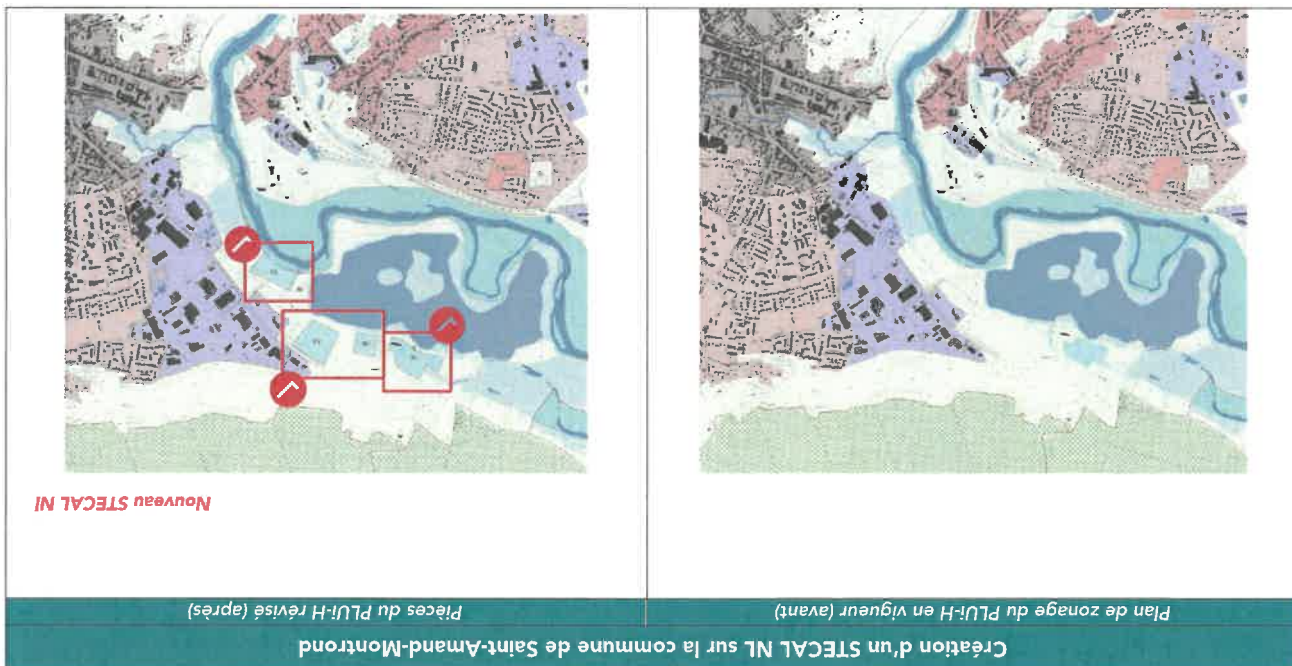 Création d'un STECAL NL sur la commune de Saint-Amand-Montrond
Plan de zonage du PLUi-H en vigueur (avant)
Pièces du PLUi-H révisé (après)
Nouveau STECAL Nl